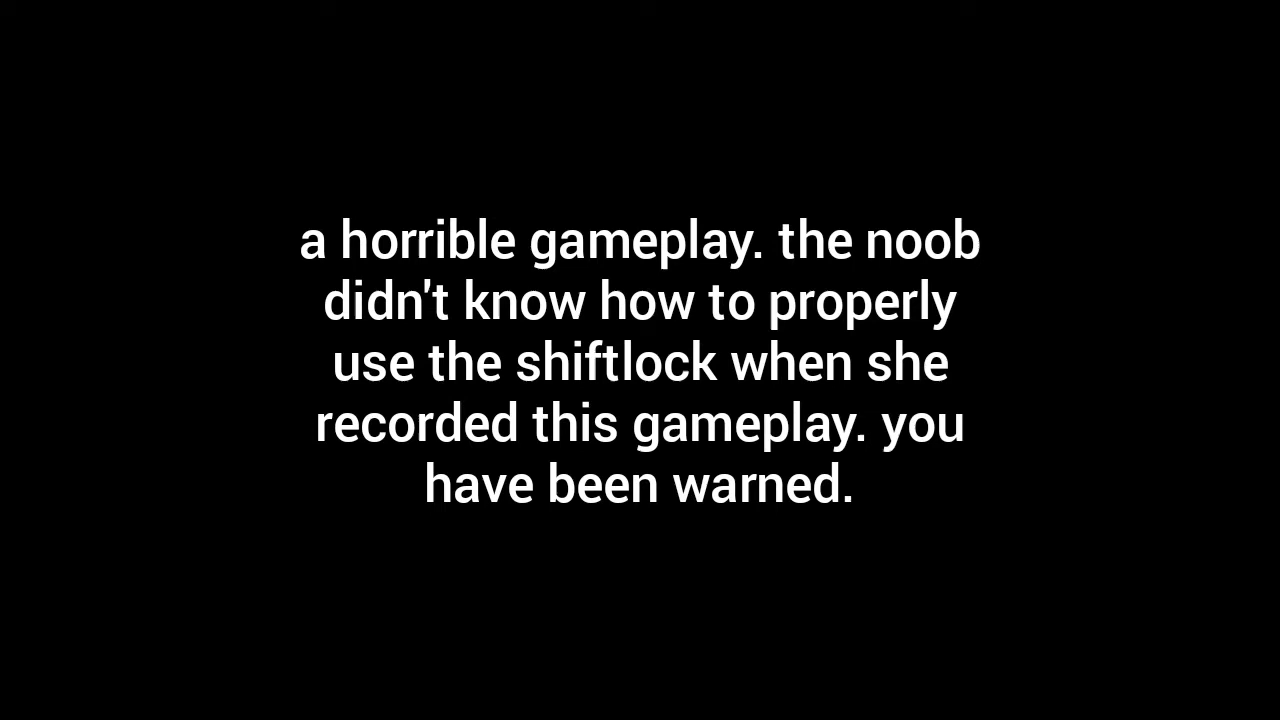 a horrible gameplay. the noob
didn't know how to properly
use the shiftlock when she
recorded this gameplay. you
have been warned.